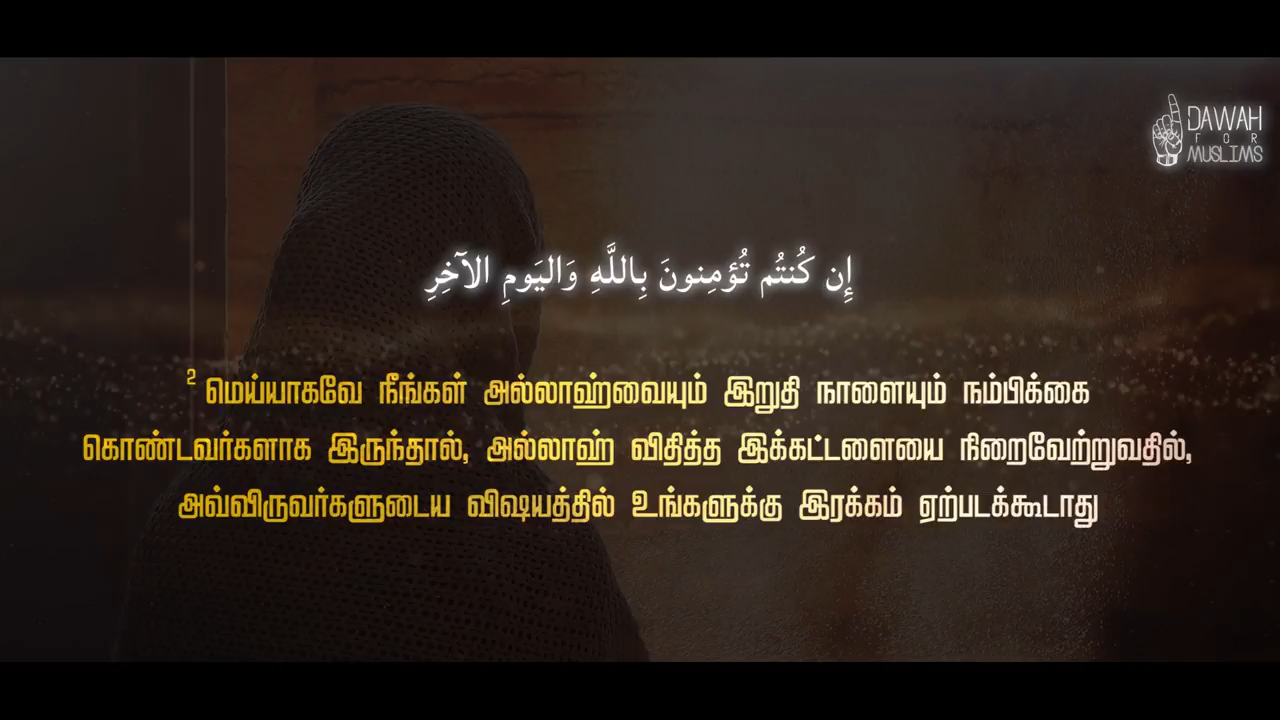 DAWAH
FOR
MUSLIMS
إِن كُنتُم تُؤمِنونَ بِاللَّهِ وَاليَومِ الآخِرِ
2 மெய்யாகவே நீங்கள் அல்லாஹ்வையும் இறுதி நாளையும் நம்பிக்கை
கொண்டவர்களாக இருந்தால், அல்லாஹ் விதித்த இக்கட்டளையை நிறைவேற்றுவதில்,
அவ்விருவர்களுடைய விஷயத்தில் உங்களுக்கு இரக்கம் ஏற்படக்கூடாது